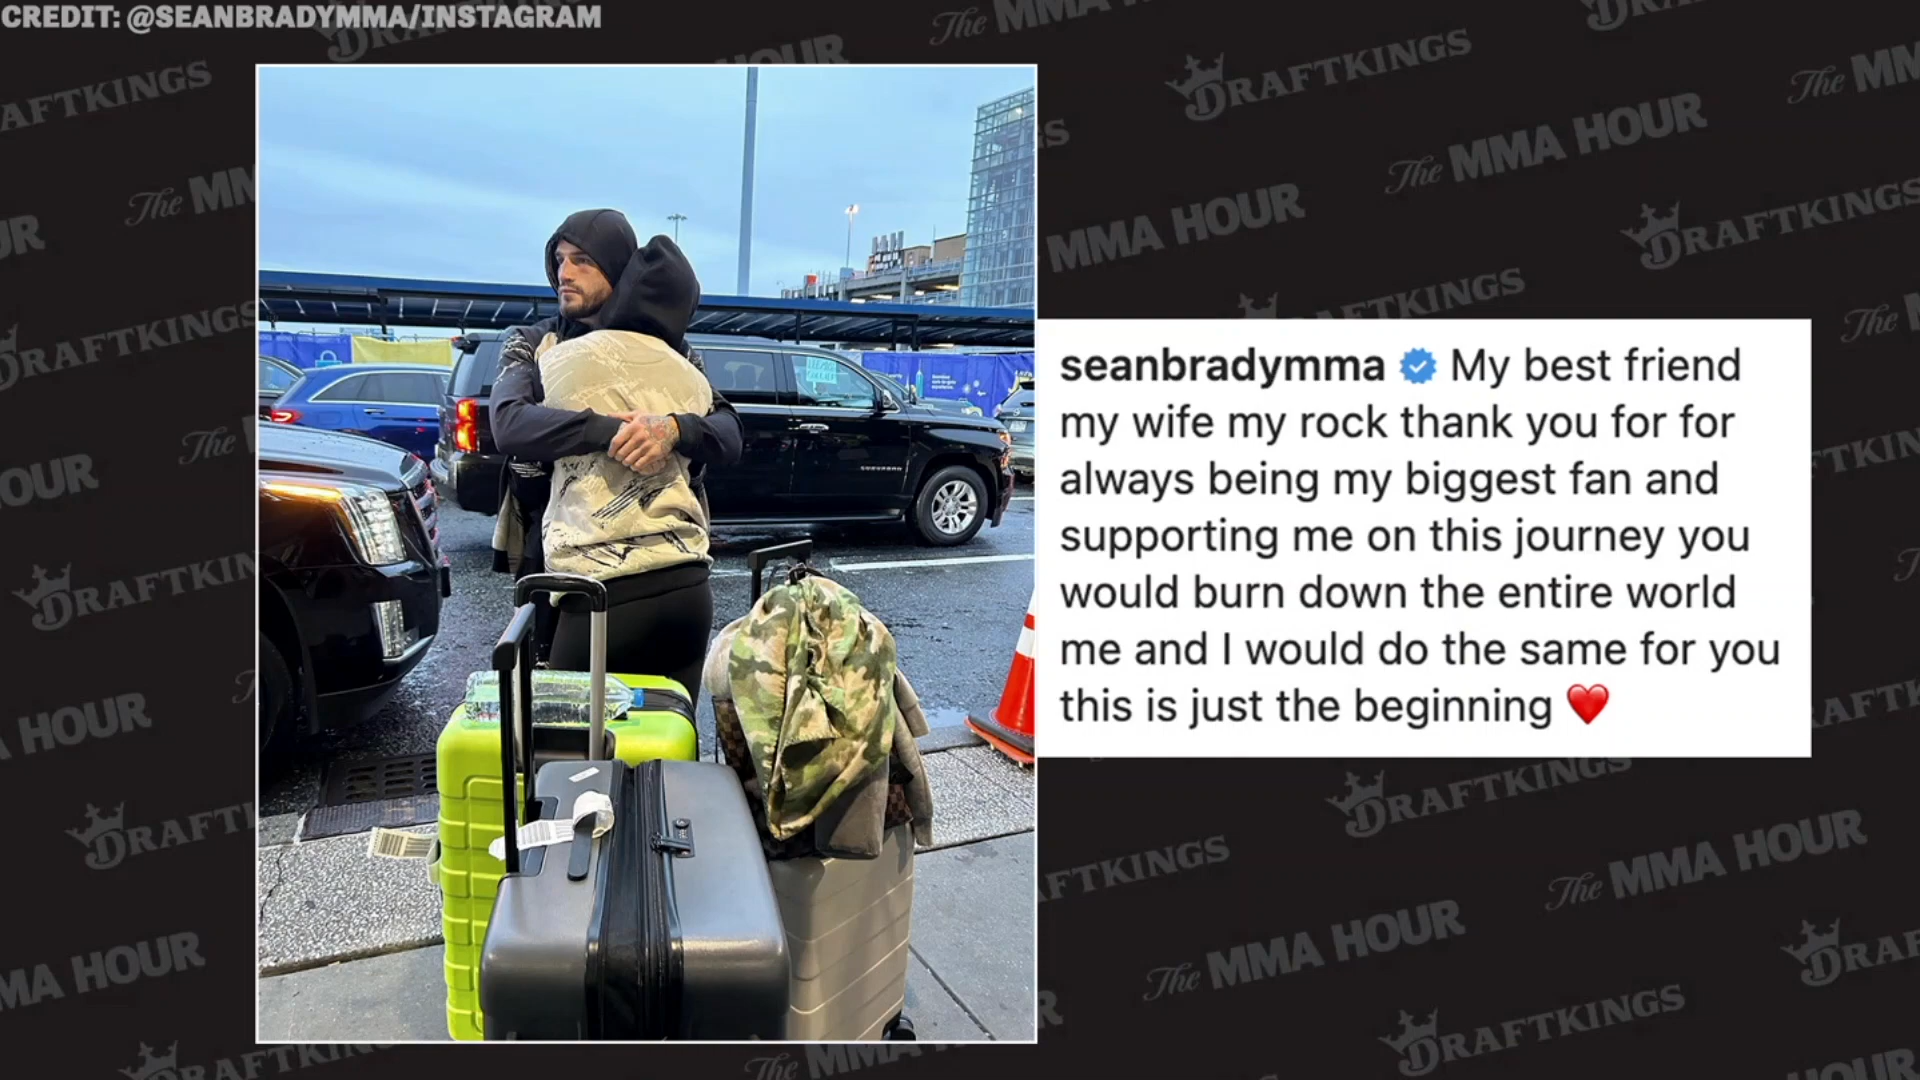 CREDIT: @SEANBRADYMMA/INSTAGRAM
seanbradymma My best friend
my wife my rock thank you for for
always being my biggest fan and
supporting me on this journey you
would burn down the entire world
me and I would do the same for you
this is just the beginning ❤️
SUBURBAN
The MMA HOUR
DRAFTKINGS